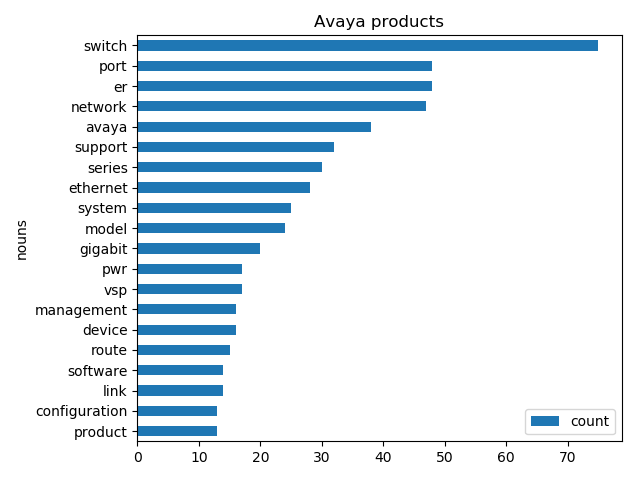 Avaya products
nouns
switch
port
er
network
avaya
support
series
ethernet
system
model
gigabit
pwr
vsp
management
device
route
software
link
configuration
product
count
0 10 20 30 40 50 60 70